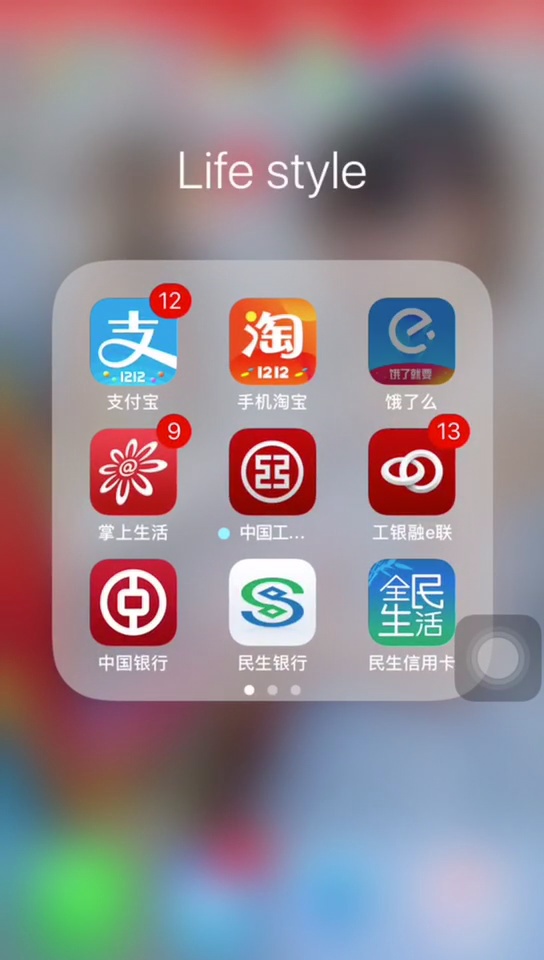 Life style
12
支
1212
支付宝
淘
1212
手机淘宝
饿了就要
饿了么
9
掌上生活
中国工...
13
工银融e联
中国银行
民生银行
全民
生活
民生信用卡